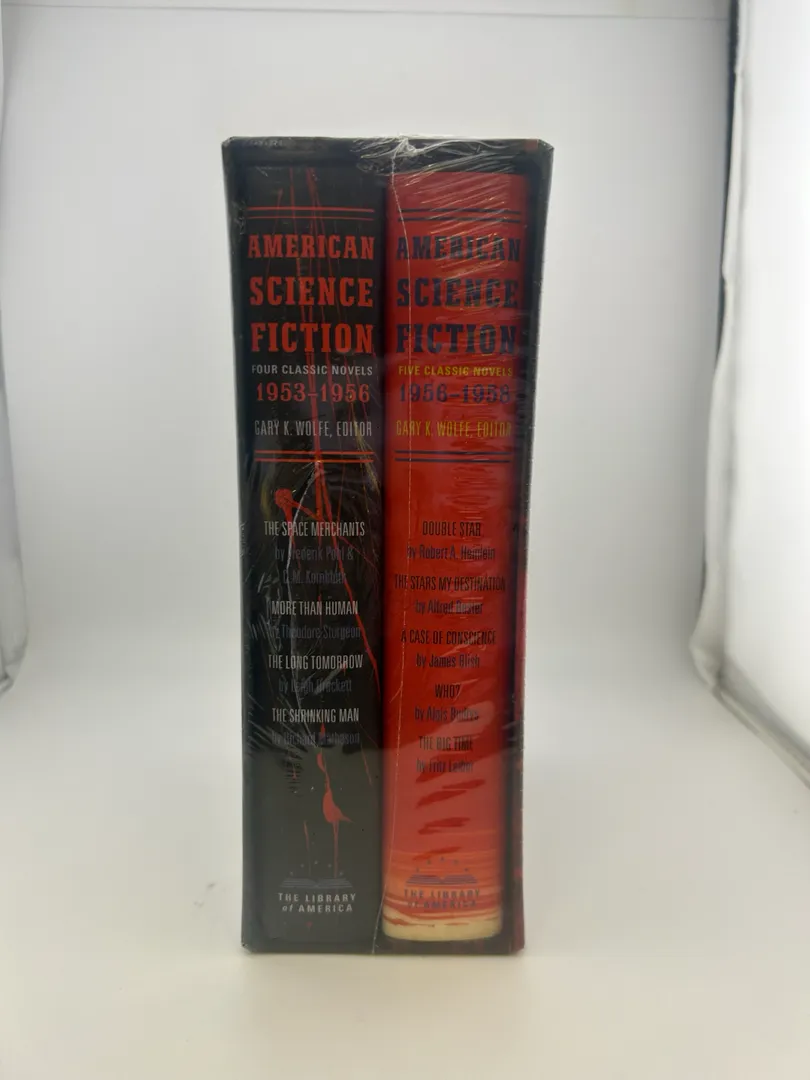 AMERICAN
SCIENCE
FICTION
FOUR CLASSIC NOVELS
1953–1956
GARY K. WOLFE, EDITOR
THE SPACE MERCHANTS
by Frederik Pohl &
C. M. Kornbluth
MORE THAN HUMAN
by Theodore Sturgeon
THE LONG TOMORROW
by Leigh Brackett
THE SHRINKING MAN
by Richard Matheson
THE LIBRARY
of AMERICA
AMERICAN
SCIENCE
FICTION
FIVE CLASSIC NOVELS
1956–1958
GARY K. WOLFE, EDITOR
DOUBLE STAR
by Robert A. Heinlein
THE STARS MY DESTINATION
by Alfred Bester
A CASE OF CONSCIENCE
by James Blish
WHO?
by Algis Budrys
THE BIG TIME
by Fritz Leiber
THE LIBRARY
of AMERICA